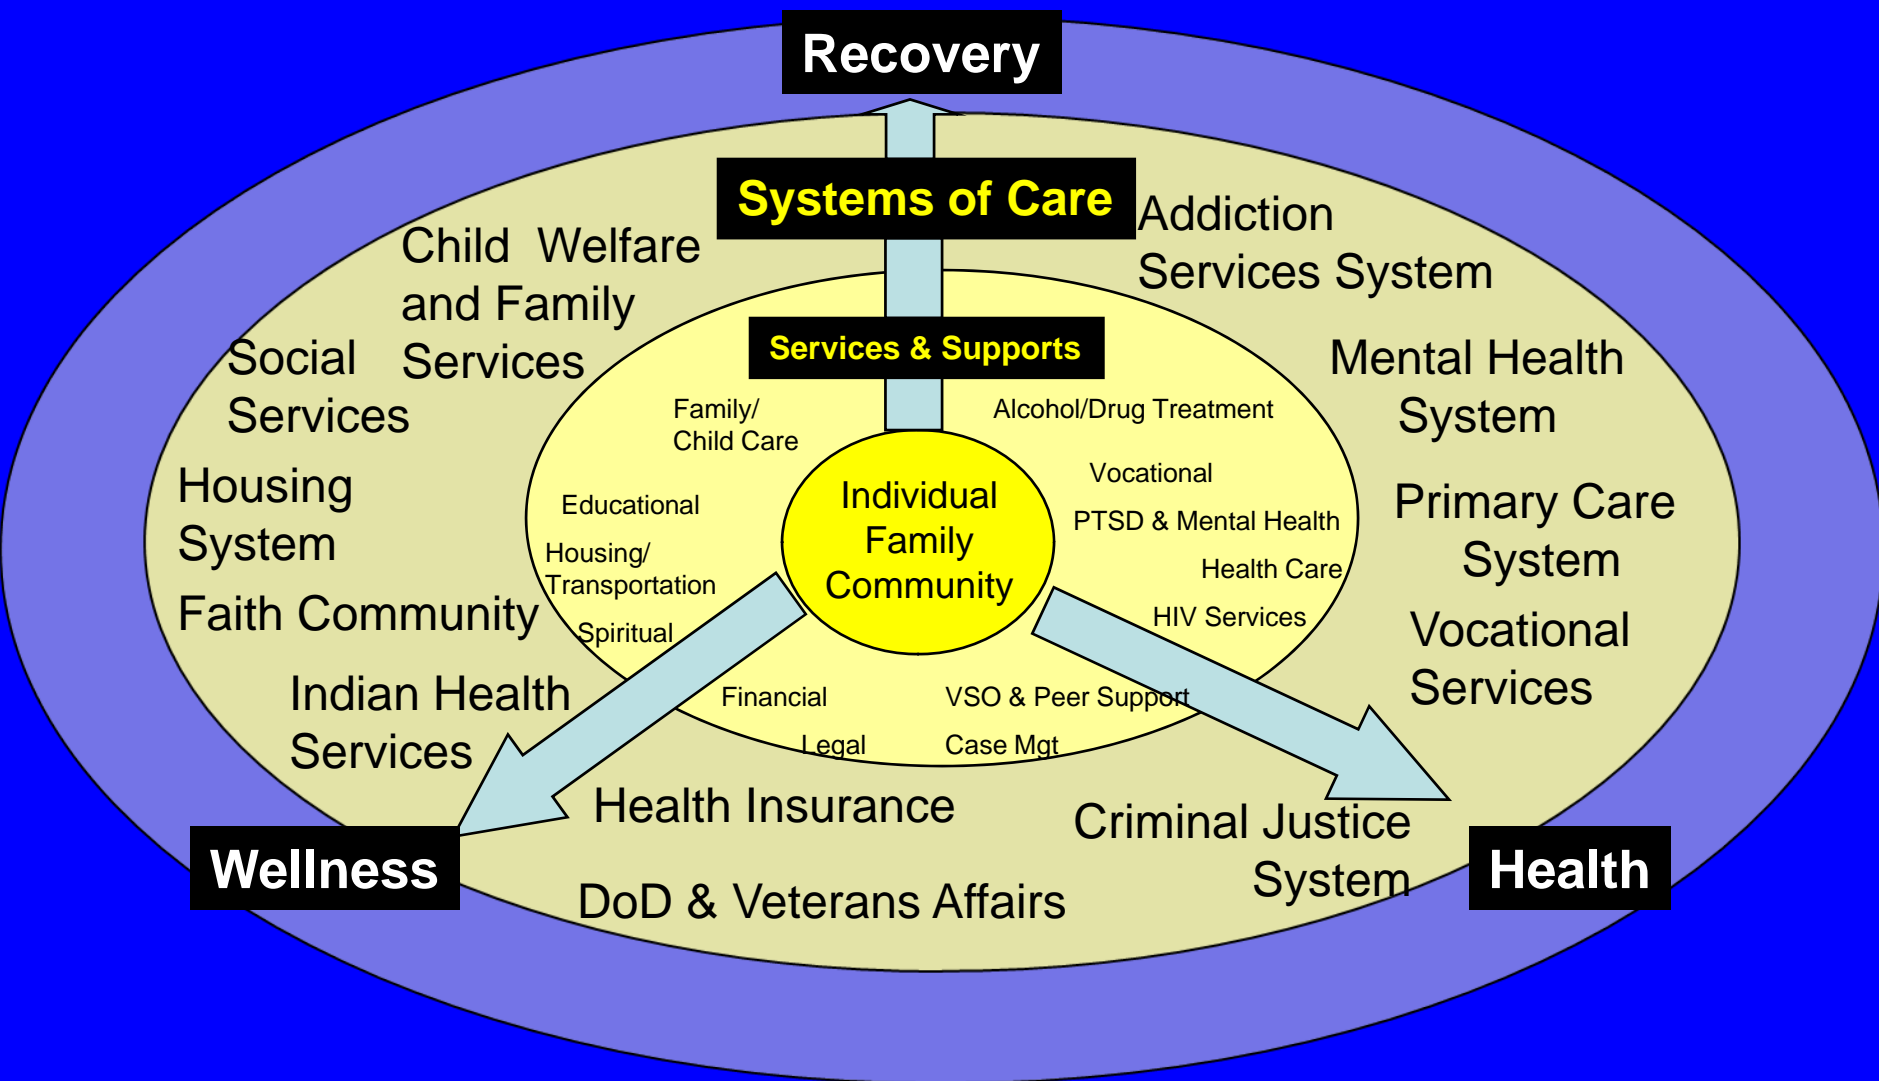 Recovery
Systems of Care
Addiction
Services System
Child Welfare
and Family
Services
Social
Services
Services & Supports
Mental Health
System
Family/
Child Care
Alcohol/Drug Treatment
Housing
System
Educational
Individual
Family
Community
Vocational
PTSD & Mental Health
Primary Care
System
Housing/
Transportation
Health Care
Faith Community
Spiritual
HIV Services
Vocational
Services
Indian Health
Services
Financial
VSO & Peer Support
Legal
Case Mgt
Health Insurance
Criminal Justice
System
Wellness
DoD & Veterans Affairs
Health